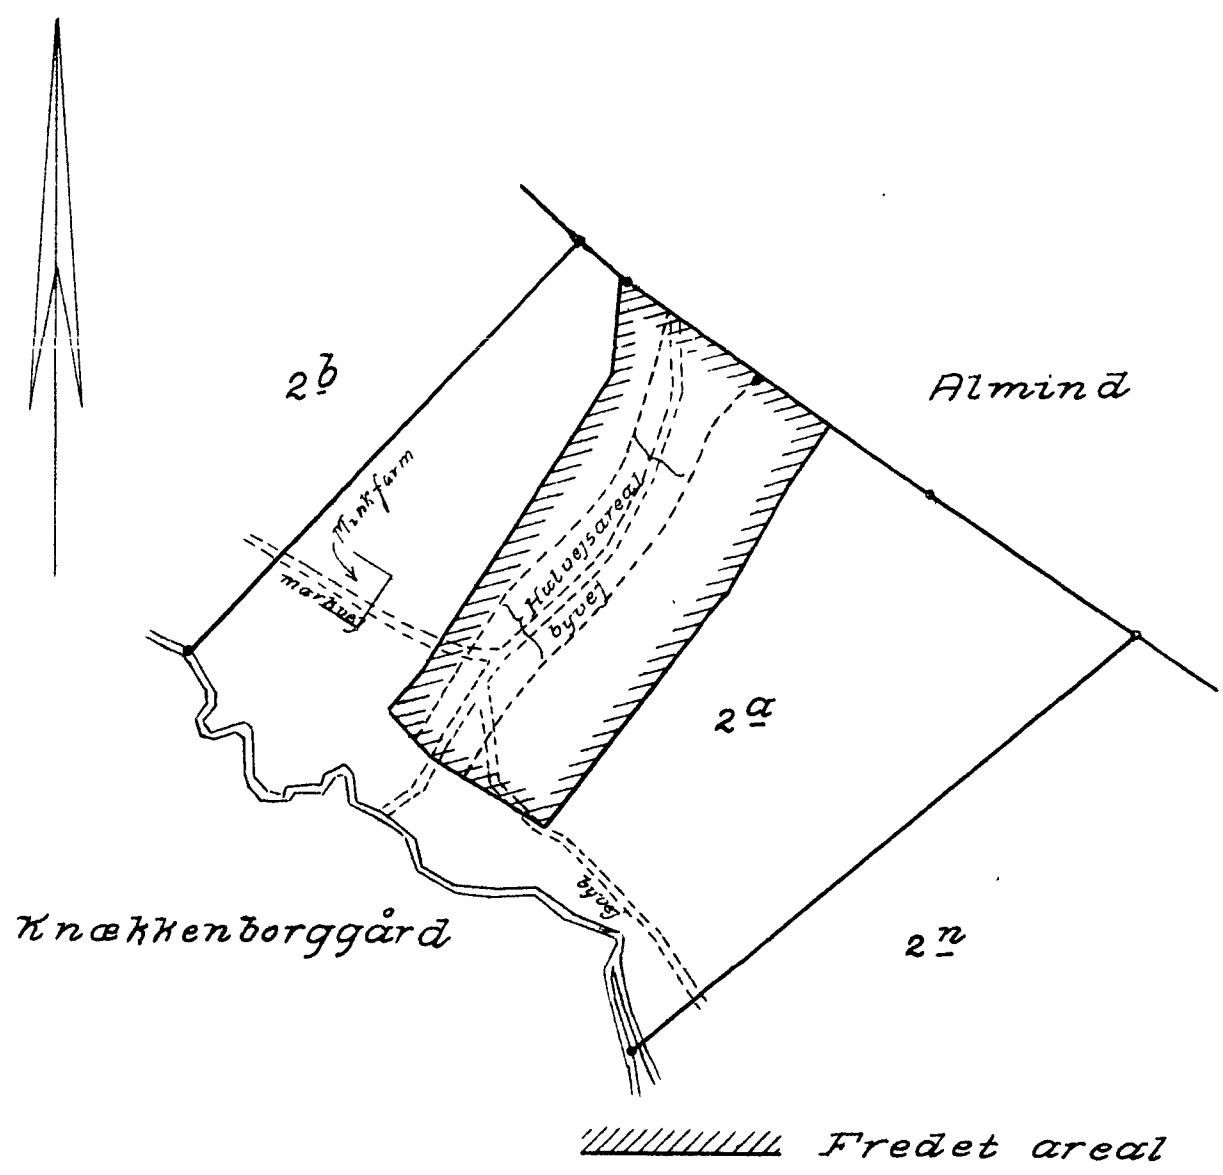 2b
Almind
Minkfarm
markvej
Hulvejsareal
byvej
2a
byvej
Knækkenborggård
2n
Fredet areal